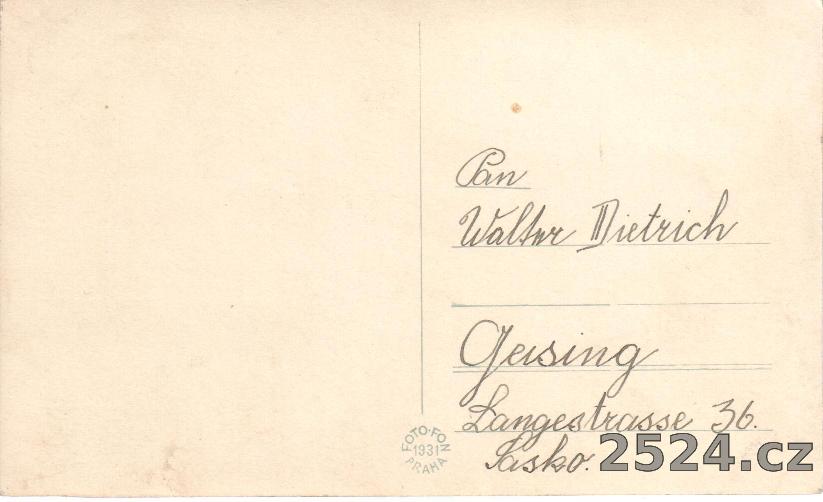 Pan
Walter Dietrich
Geising
Langestrasse 36.
Sasko.
FOTO-FON
1931
PRAHA
2524.cz